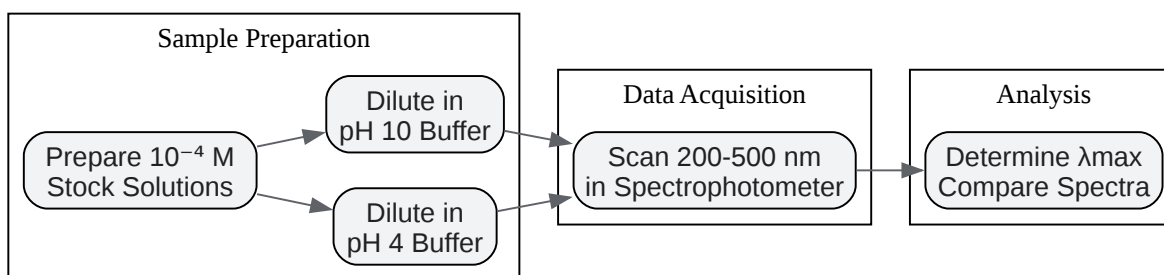 Sample Preparation
Prepare 10⁻⁴ M
Stock Solutions
Dilute in
pH 10 Buffer
Dilute in
pH 4 Buffer
Data Acquisition
Scan 200-500 nm
in Spectrophotometer
Analysis
Determine λmax
Compare Spectra